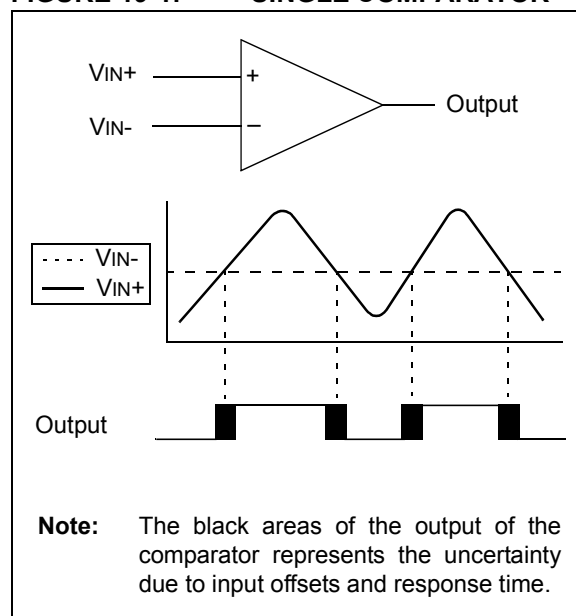 VIN+
+
Output
VIN-
–
VIN-
VIN+
Output
Note: The black areas of the output of the
comparator represents the uncertainty
due to input offsets and response time.